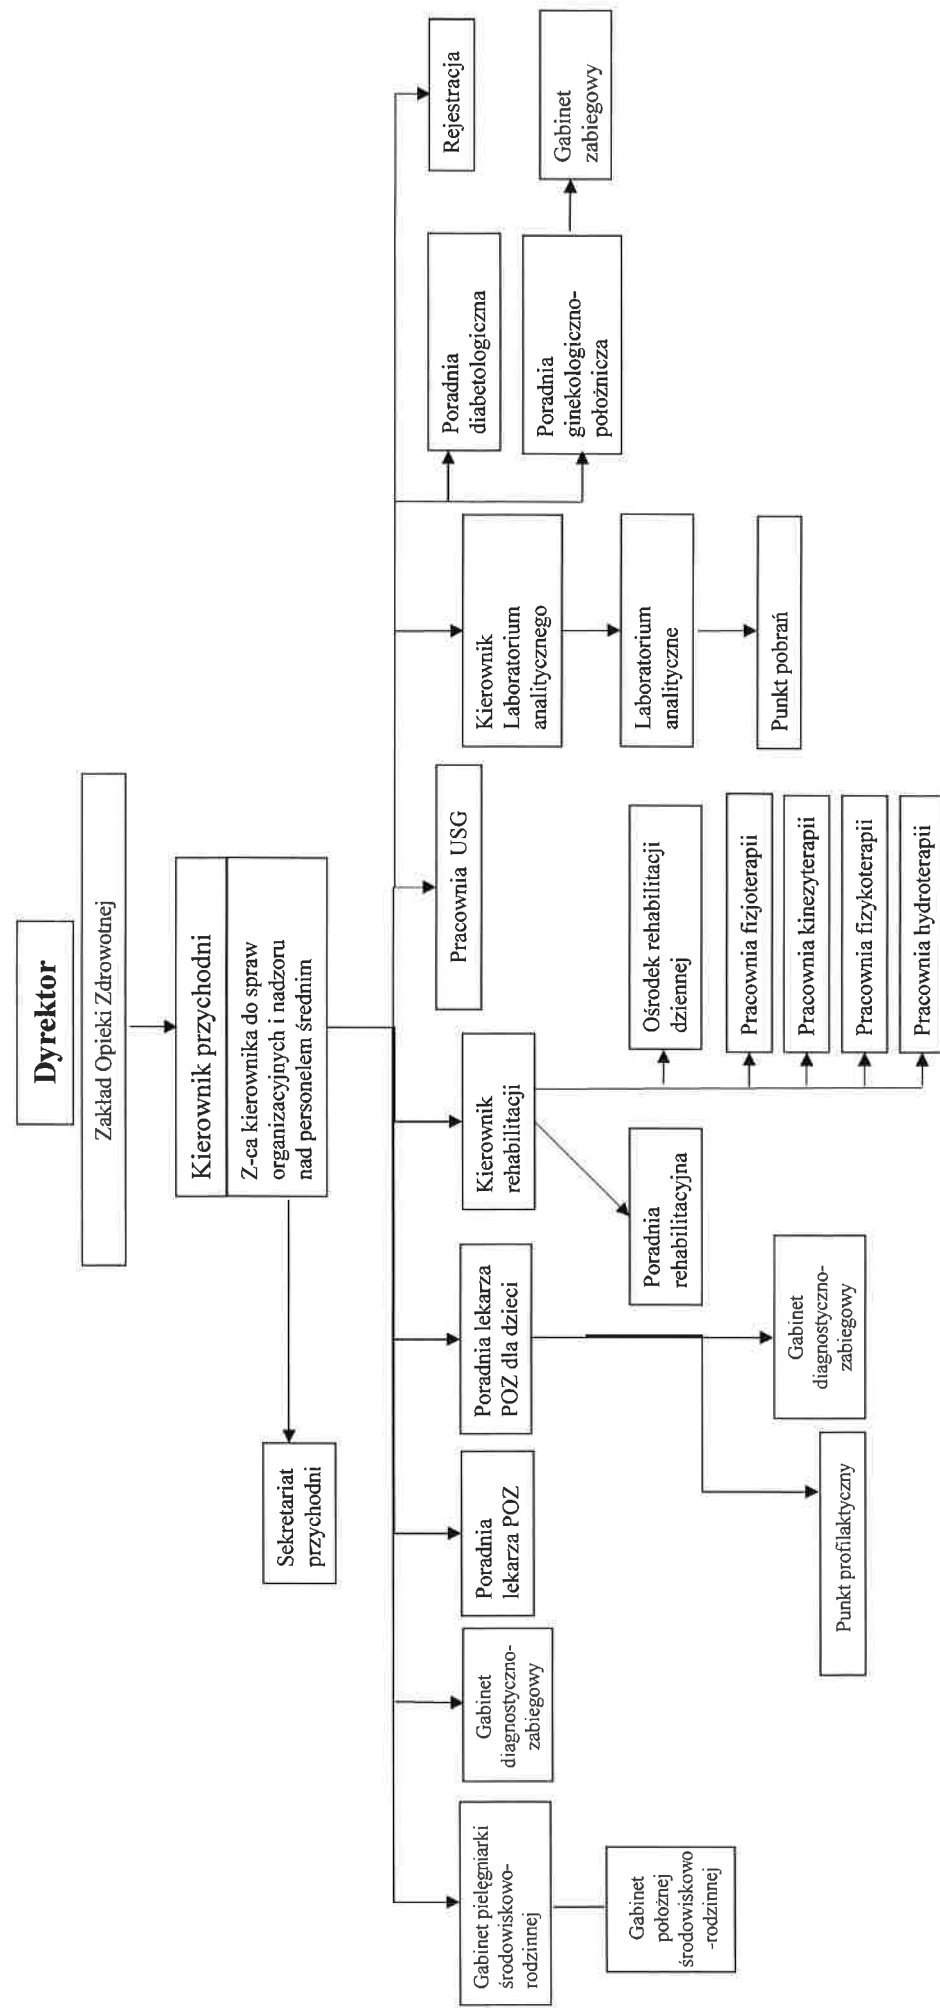 Dyrektor
Zakład Opieki Zdrowotnej
Kierownik przychodni
Z-ca kierownika do spraw
organizacyjnych i nadzoru
nad personelem średnim
Sekretariat
przychodni
Gabinet pielęgniarki
środowiskowo-
rodzinnej
Gabinet
położnej
środowiskowo
-rodzinnej
Gabinet
diagnostyczno-
zabiegowy
Poradnia
lekarza POZ
Poradnia lekarza
POZ dla dzieci
Punkt profilaktyczny
Gabinet
diagnostyczno-
zabiegowy
Kierownik
rehabilitacji
Poradnia
rehabilitacyjna
Ośrodek rehabilitacji
dziennej
Pracownia fizjoterapii
Pracownia kinezyterapii
Pracownia fizykoterapii
Pracownia hydroterapii
Pracownia USG
Kierownik
Laboratorium
analitycznego
Laboratorium
analityczne
Punkt pobrań
Poradnia
diabetologiczna
Poradnia
ginekologiczno-
położnicza
Gabinet
zabiegowy
Rejestracja